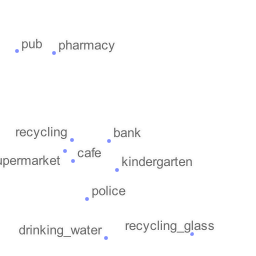 pub
pharmacy
recycling
bank
cafe
upermarket
kindergarten
police
recycling_glass
drinking_water